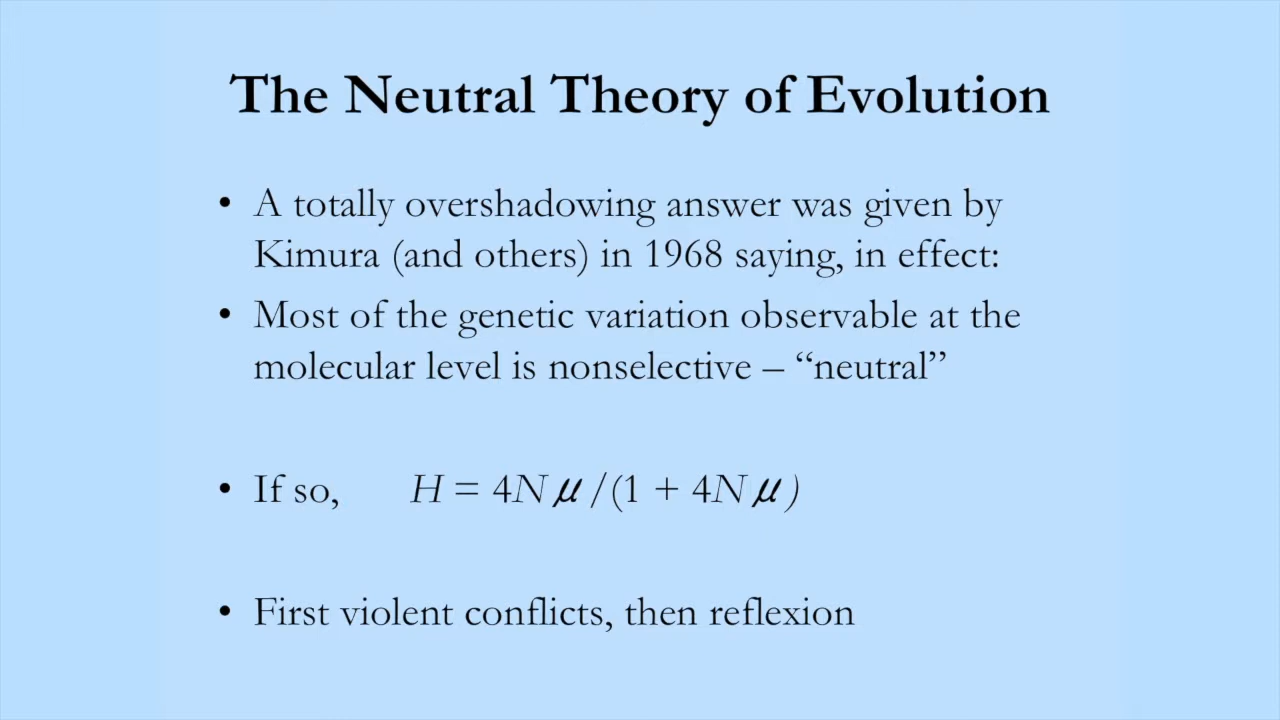 The Neutral Theory of Evolution
• A totally overshadowing answer was given by
Kimura (and others) in 1968 saying, in effect:
• Most of the genetic variation observable at the
molecular level is nonselective – “neutral”
• If so, H = 4Nμ/(1 + 4Nμ)
• First violent conflicts, then reflexion